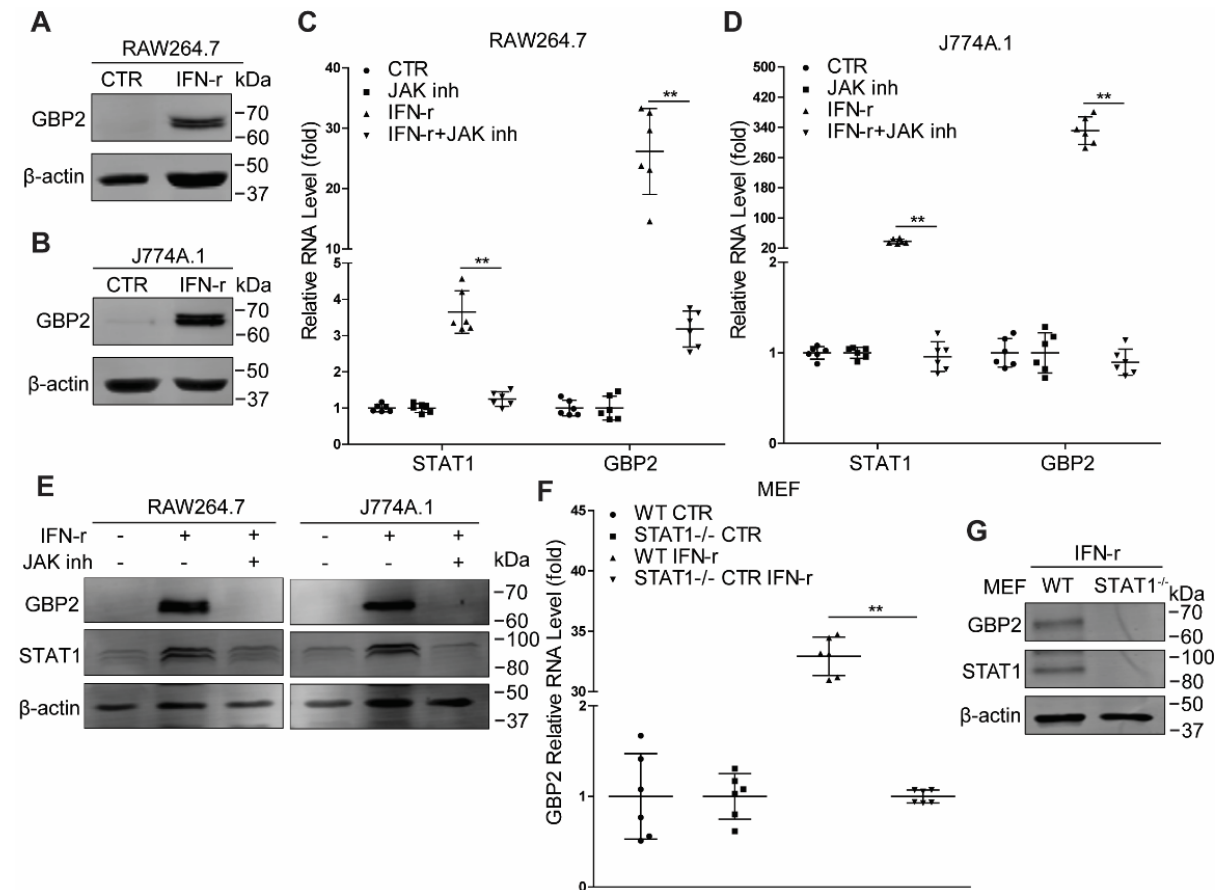 A
RAW264.7
CTR IFN-r kDa
GBP2
-70
-60
β-actin
-50
-37
B
J774A.1
CTR IFN-r kDa
GBP2
-70
-60
β-actin
-50
-37
C
RAW264.7
CTR
JAK inh
IFN-r
IFN-r+JAK inh
Relative RNA Level (fold)
40
30
20
10
5
4
3
2
1
0
**
**
STAT1 GBP2
D
J774A.1
CTR
JAK inh
IFN-r
IFN-r+JAK inh
Relative RNA Level (fold)
500
420
340
260
180
100
20
2
1
0
**
**
STAT1 GBP2
E
RAW264.7 J774A.1
IFN-r - + + - + +
JAK inh - - + - - + kDa
GBP2
-70
-60
STAT1
-100
-80
β-actin
-50
-37
F
MEF
WT CTR
STAT1-/- CTR
WT IFN-r
STAT1-/- CTR IFN-r
GBP2 Relative RNA Level (fold)
45
40
35
30
2
1
0
**
G
IFN-r
MEF WT STAT1-/- kDa
GBP2
-70
-60
STAT1
-100
-80
β-actin
-50
-37